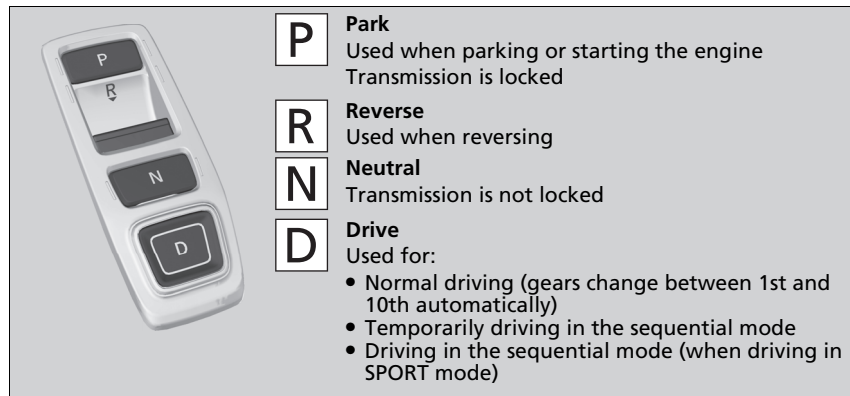 P
R
N
D
P
Park
Used when parking or starting the engine
Transmission is locked
R
Reverse
Used when reversing
N
Neutral
Transmission is not locked
D
Drive
Used for:
● Normal driving (gears change between 1st and
10th automatically)
● Temporarily driving in the sequential mode
● Driving in the sequential mode (when driving in
SPORT mode)